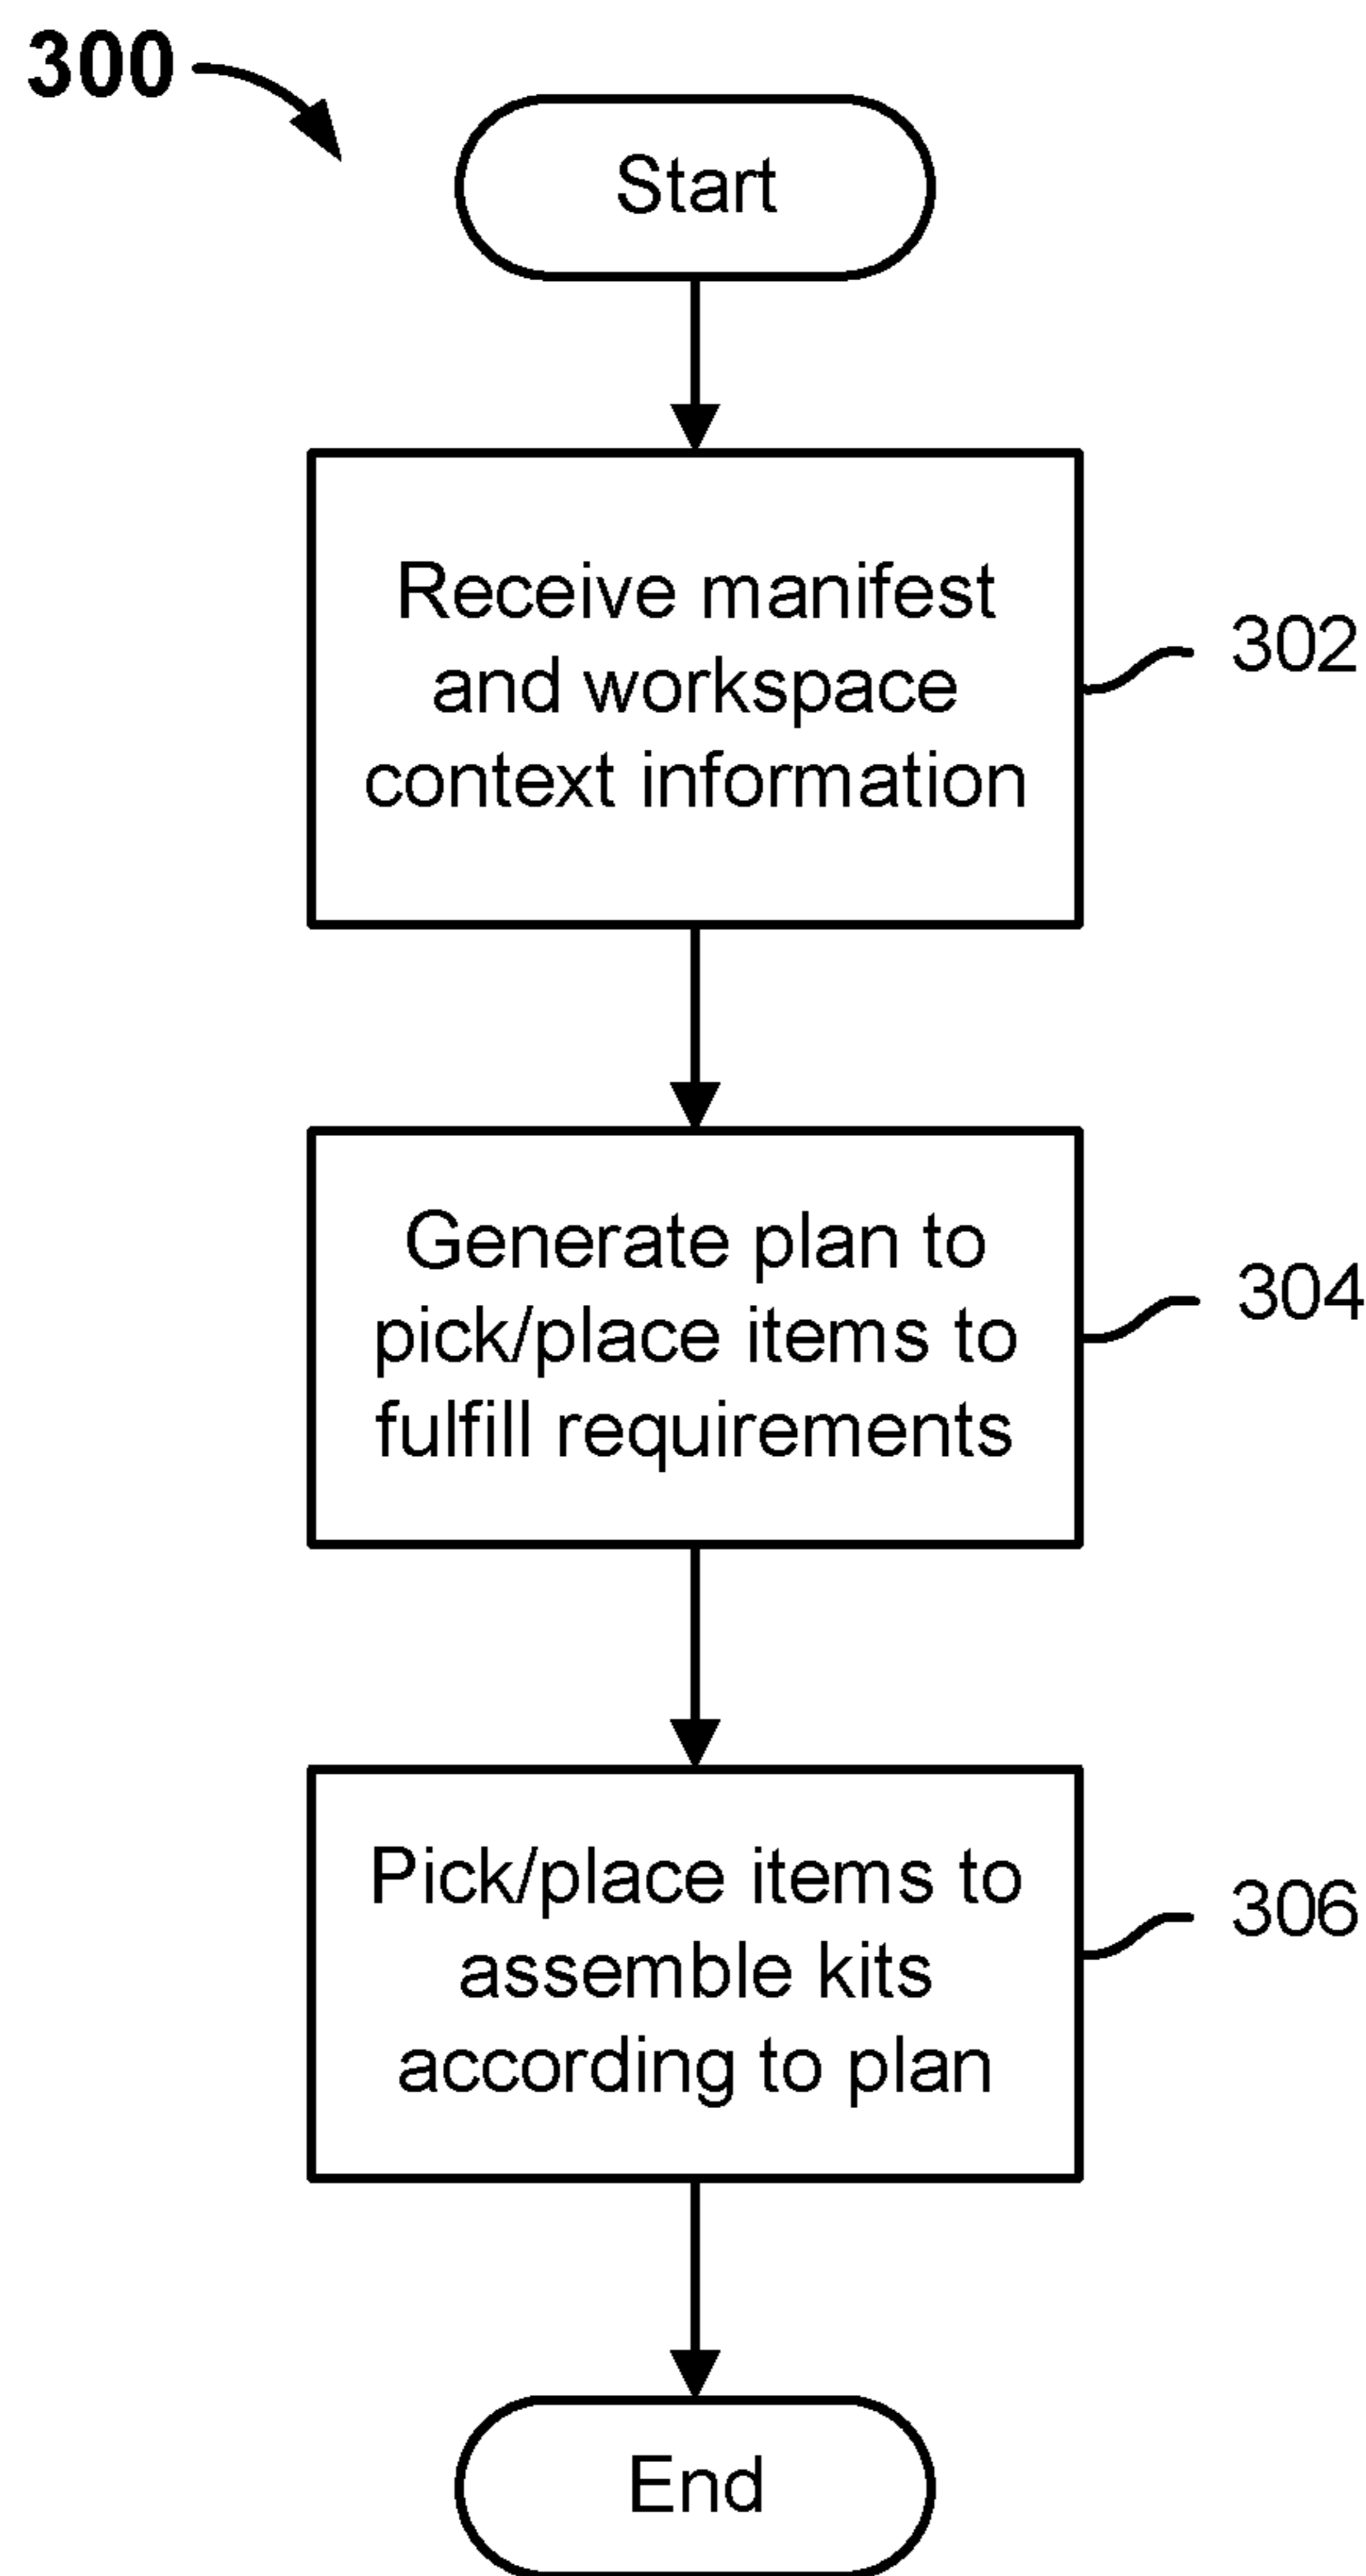 300
Start
Receive manifest
and workspace
context information
302
Generate plan to
pick/place items to
fulfill requirements
304
Pick/place items to
assemble kits
according to plan
306
End